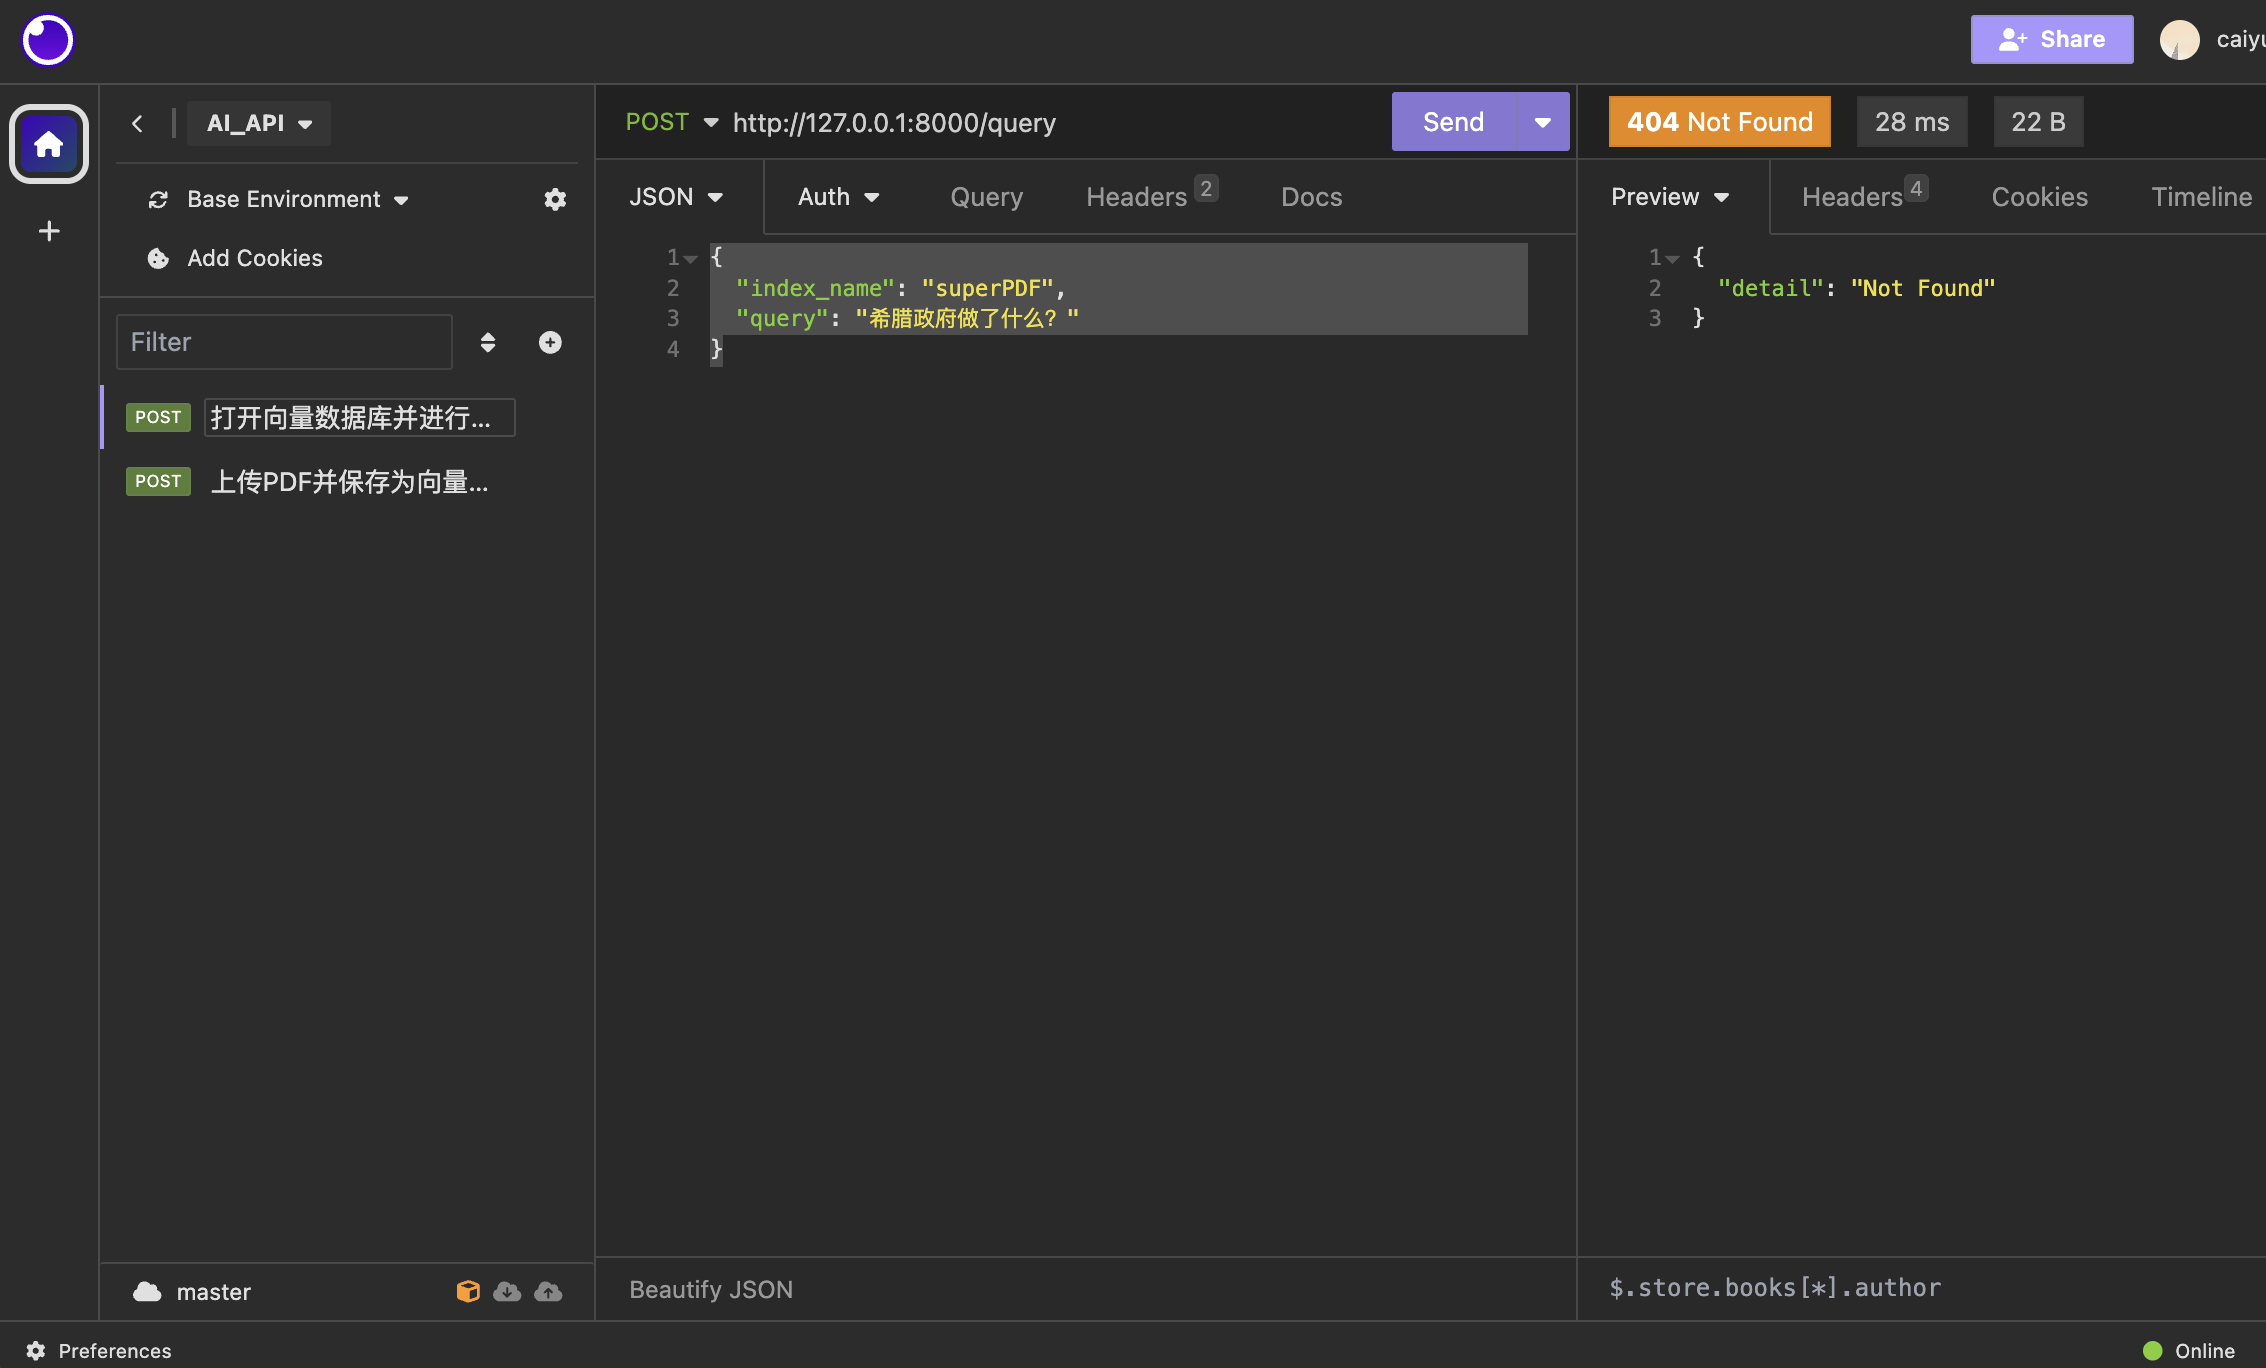 Share
caiyu
AI_API
Base Environment
Add Cookies
Filter
POST 打开向量数据库并进行...
POST 上传PDF并保存为向量...
master
Preferences
POST http://127.0.0.1:8000/query
Send
JSON
Auth
Query
Headers 2
Docs
1 {
2 "index_name": "superPDF",
3 "query": "希腊政府做了什么？"
4 }
Beautify JSON
404 Not Found
28 ms
22 B
Preview
Headers 4
Cookies
Timeline
1 {
2 "detail": "Not Found"
3 }
$.store.books[*].author
Online